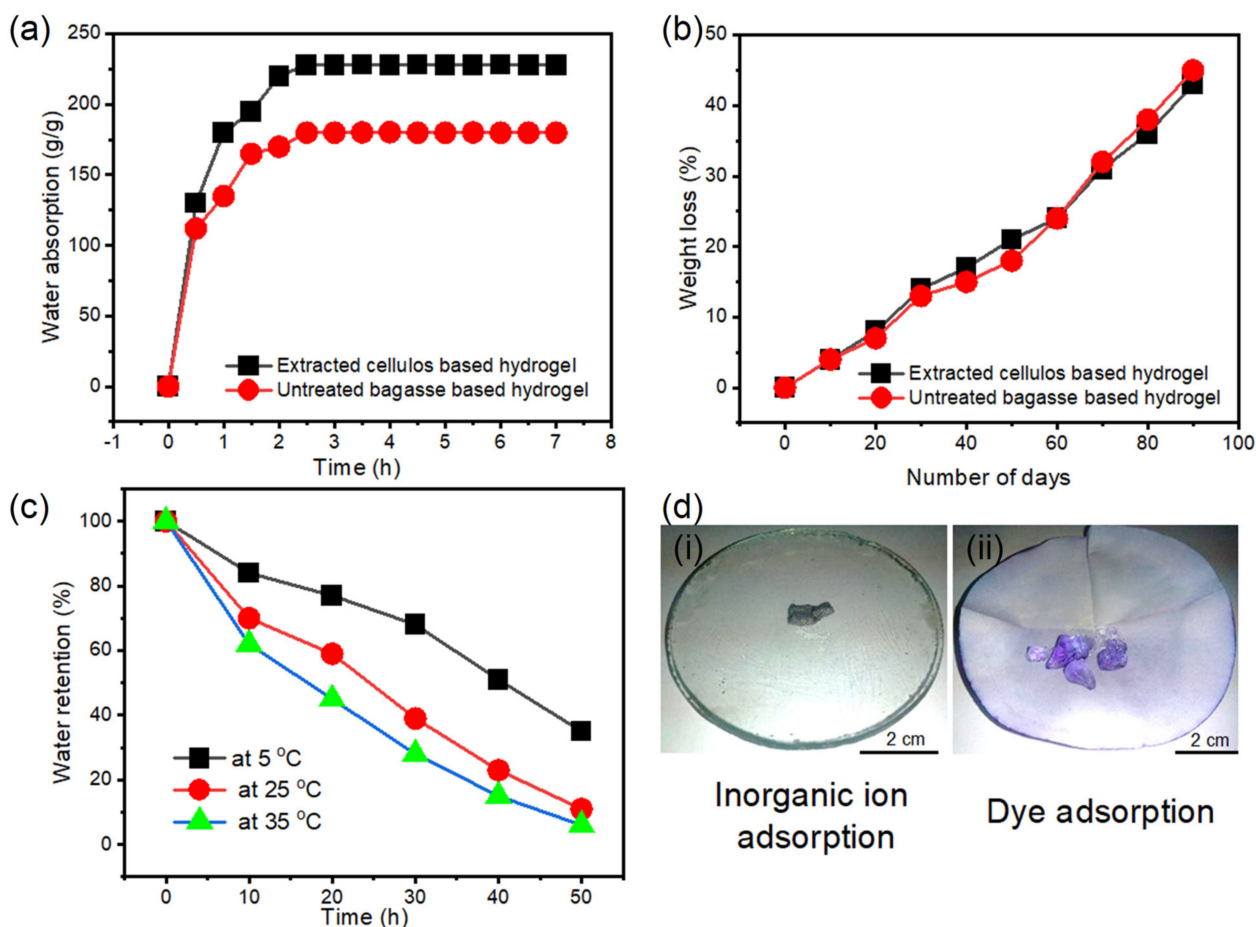 (a)
250
200
150
100
50
0
Water absorption (g/g)
Extracted cellulos based hydrogel
Untreated bagasse based hydrogel
-1 0 1 2 3 4 5 6 7 8
Time (h)
(b)
50
40
30
20
10
0
Weight loss (%)
Extracted cellulos based hydrogel
Untreated bagasse based hydrogel
0 20 40 60 80 100
Number of days
(c)
100
80
60
40
20
0
Water retention (%)
at 5 °C
at 25 °C
at 35 °C
0 10 20 30 40 50
Time (h)
(d)
(i)
2 cm
Inorganic ion
adsorption
(ii)
2 cm
Dye adsorption